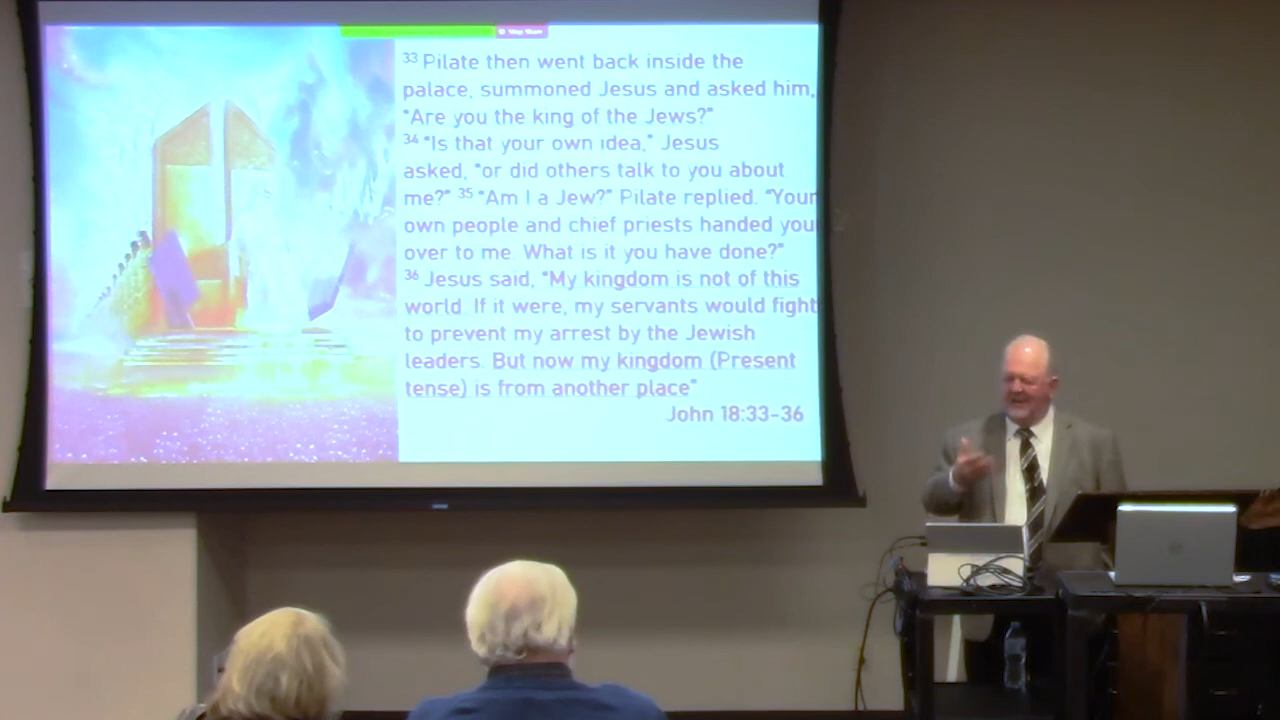 Stop Share
³³ Pilate then went back inside the
palace, summoned Jesus and asked him,
"Are you the king of the Jews?"
³⁴ "Is that your own idea," Jesus
asked, "or did others talk to you about
me?" ³⁵ "Am I a Jew?" Pilate replied. "Your
own people and chief priests handed you
over to me. What is it you have done?"
³⁶ Jesus said, "My kingdom is not of this
world. If it were, my servants would fight
to prevent my arrest by the Jewish
leaders. But now my kingdom (Present
tense) is from another place"
John 18:33-36